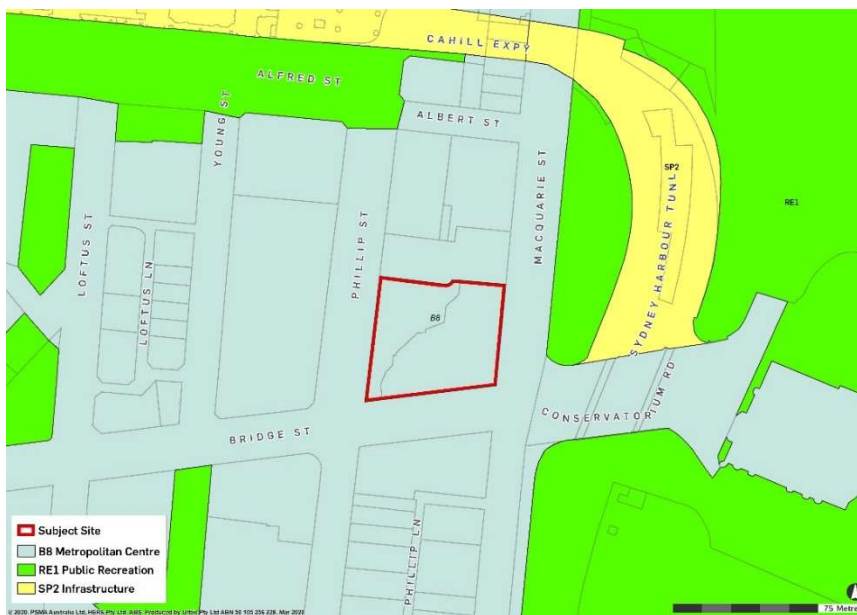 CAHILL EXPY
ALFRED ST
YOUNG ST
ALBERT ST
MACQUARIE ST
SP2
RE1
LOFTUS ST
LOFTUS LN
PHILLIP ST
SYDNEY HARBOUR TUNL
B8
CONSERVATORIUM RD
BRIDGE ST
PHILLIP LN
Subject Site
B8 Metropolitan Centre
RE1 Public Recreation
SP2 Infrastructure
75 Metre